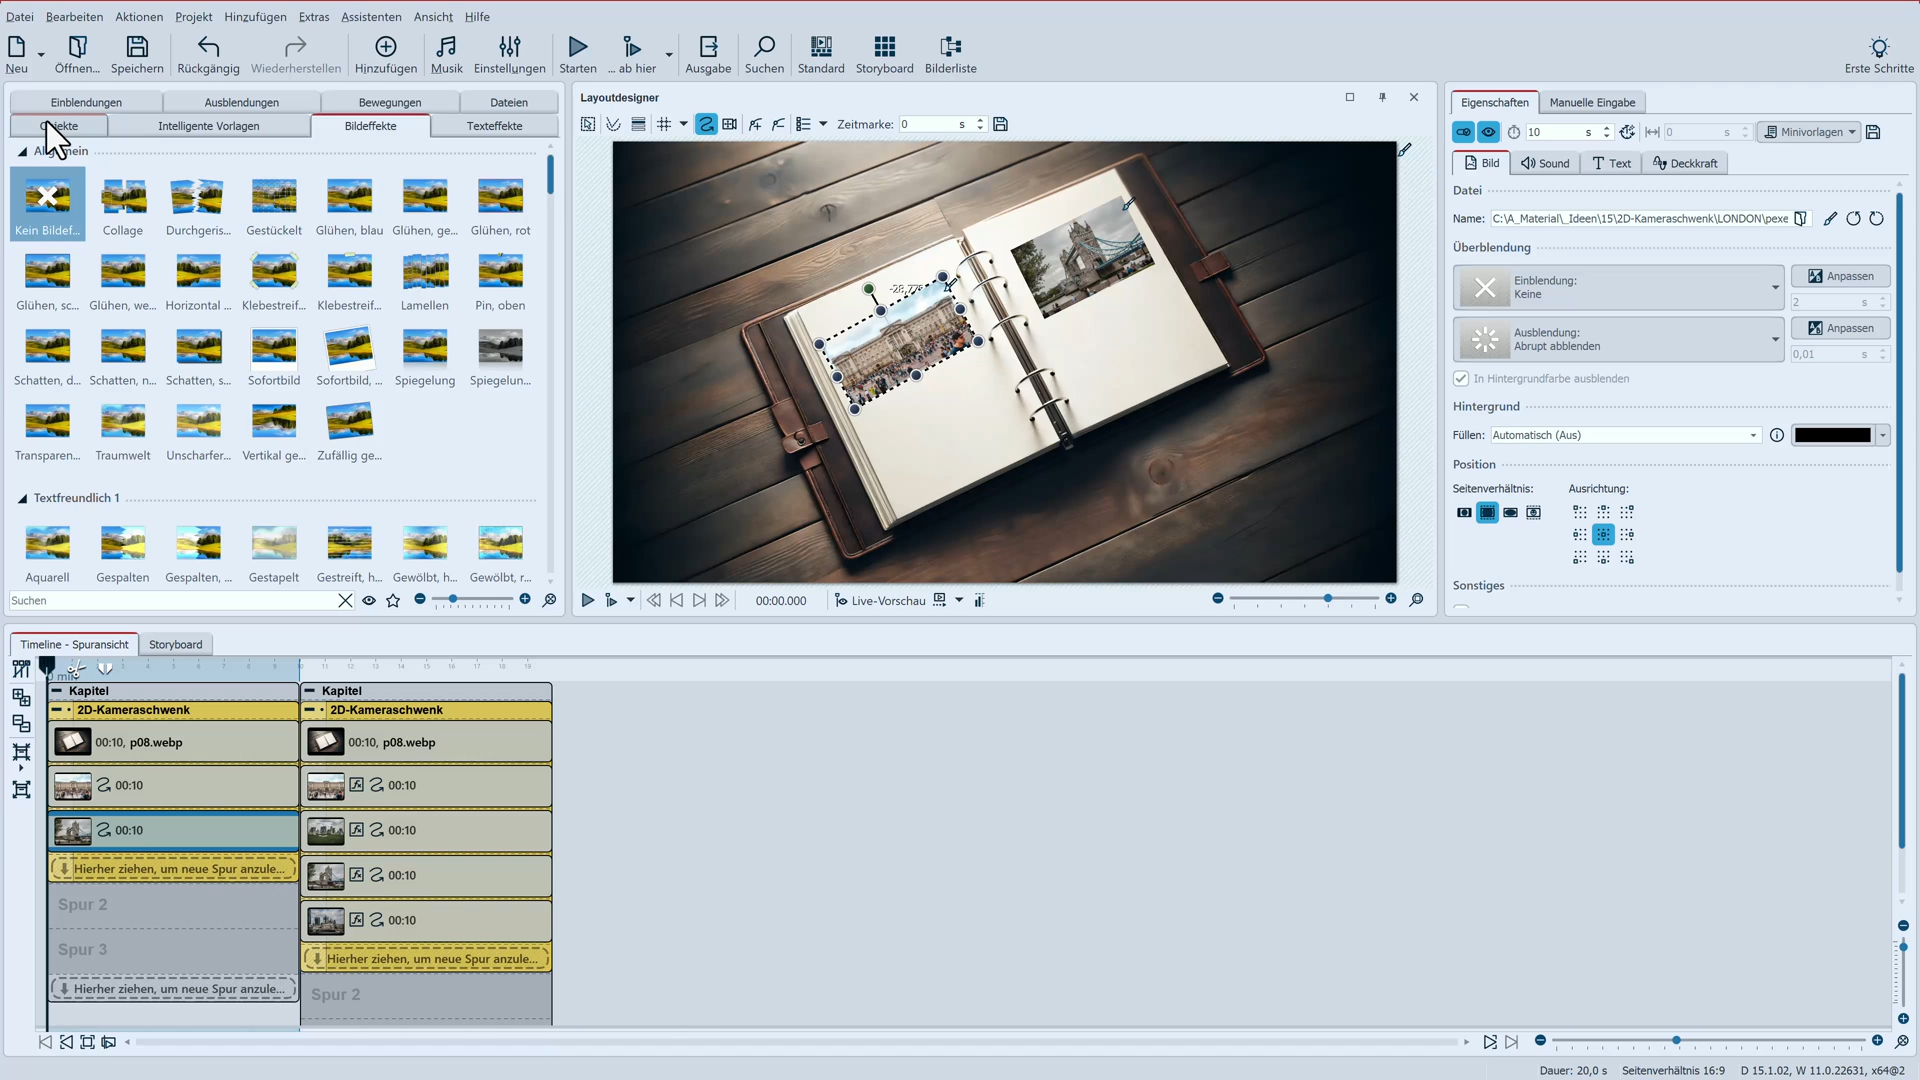 Datei Bearbeiten Aktionen Projekt Hinzufügen Extras Assistenten Ansicht Hilfe
Neu Öffnen... Speichern Rückgängig Wiederherstellen Hinzufügen Musik Einstellungen Starten ... ab hier Ausgabe Suchen Standard Storyboard Bilderliste Erste Schritte
Einblendungen Ausblendungen Bewegungen Dateien
Objekte Intelligente Vorlagen Bildeffekte Texteffekte
Allgemein
Kein Bildef... Collage Durchgeris... Gestückelt Glühen, blau Glühen, ge... Glühen, rot
Glühen, sc... Glühen, we... Horizontal ... Klebestreif... Klebestreif... Lamellen Pin, oben
Schatten, d... Schatten, n... Schatten, s... Sofortbild Sofortbild, ... Spiegelung Spiegelun...
Transparen... Traumwelt Unscharfer... Vertikal ge... Zufällig ge...
Textfreundlich 1
Aquarell Gespalten Gespalten, ... Gestapelt Gestreift, h... Gewölbt, h... Gewölbt, r...
Suchen
Layoutdesigner
Zeitmarke: 0 s
00:00.000 Live-Vorschau
Eigenschaften Manuelle Eingabe
10 s 0 s Minivorlagen
Bild Sound Text Deckkraft
Datei
Name: C:\A_Material\_Ideen\15\2D-Kameraschwenk\LONDON\pexe
Überblendung
Einblendung:
Keine
Anpassen
2 s
Ausblendung:
Abrupt abblenden
Anpassen
0,01 s
In Hintergrundfarbe ausblenden
Hintergrund
Füllen: Automatisch (Aus)
Position
Seitenverhältnis: Ausrichtung:
Sonstiges
Timeline - Spuransicht Storyboard
Kapitel Kapitel
2D-Kameraschwenk 2D-Kameraschwenk
00:10, p08.webp 00:10, p08.webp
00:10 00:10
00:10 00:10
Hierher ziehen, um neue Spur anzule... 00:10
Spur 2 00:10
Spur 3 Hierher ziehen, um neue Spur anzule...
Hierher ziehen, um neue Spur anzule... Spur 2
Dauer: 20,0 s Seitenverhältnis 16:9 D 15.1.02, W 11.0.22631, x64@2